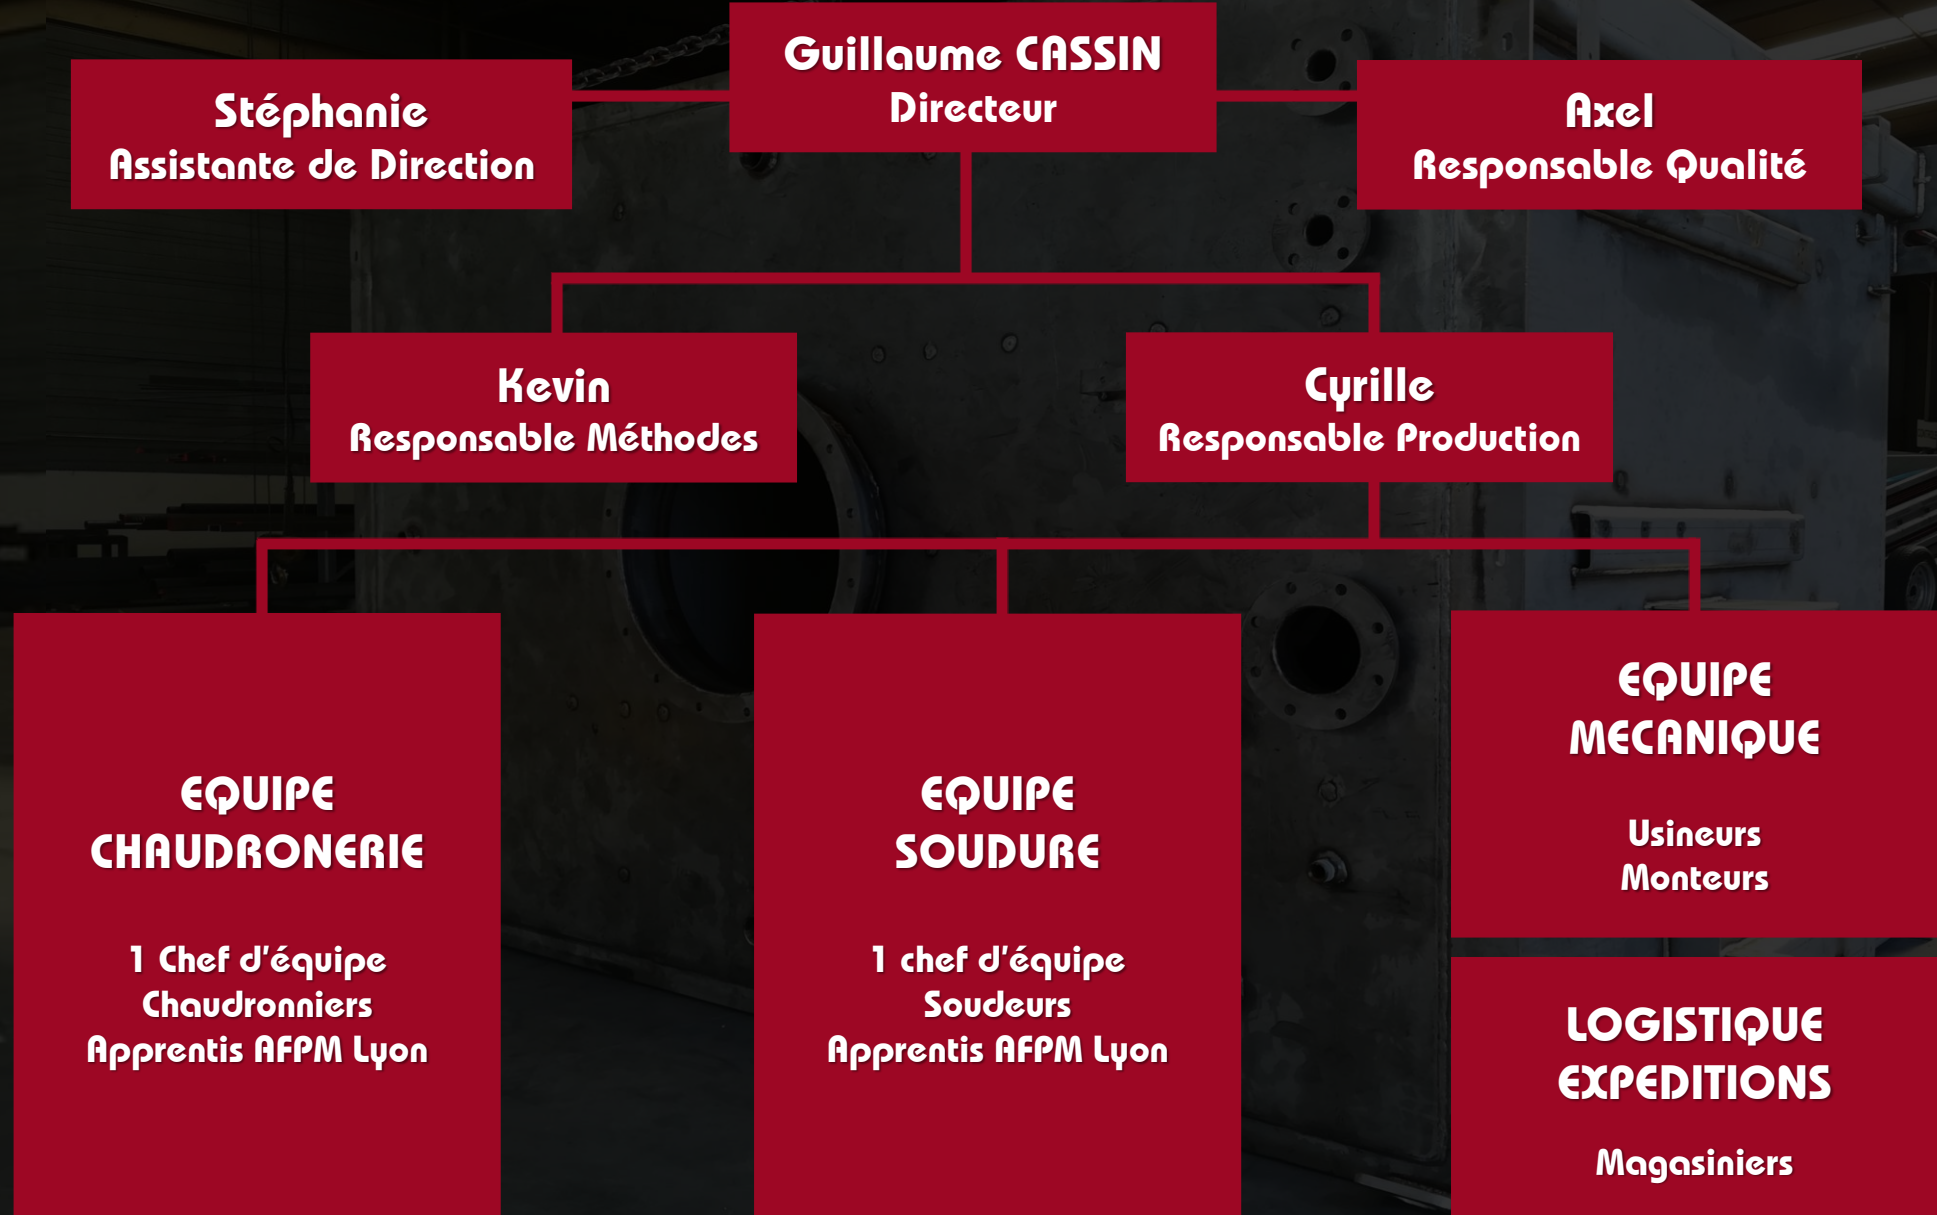 Guillaume CASSIN
Directeur
Stéphanie
Assistante de Direction
Axel
Responsable Qualité
Kevin
Responsable Méthodes
Cyrille
Responsable Production
EQUIPE
CHAUDRONERIE
1 Chef d'équipe
Chaudronniers
Apprentis AFPM Lyon
EQUIPE
SOUDURE
1 chef d'équipe
Soudeurs
Apprentis AFPM Lyon
EQUIPE
MECANIQUE
Usineurs
Monteurs
LOGISTIQUE
EXPEDITIONS
Magasiniers